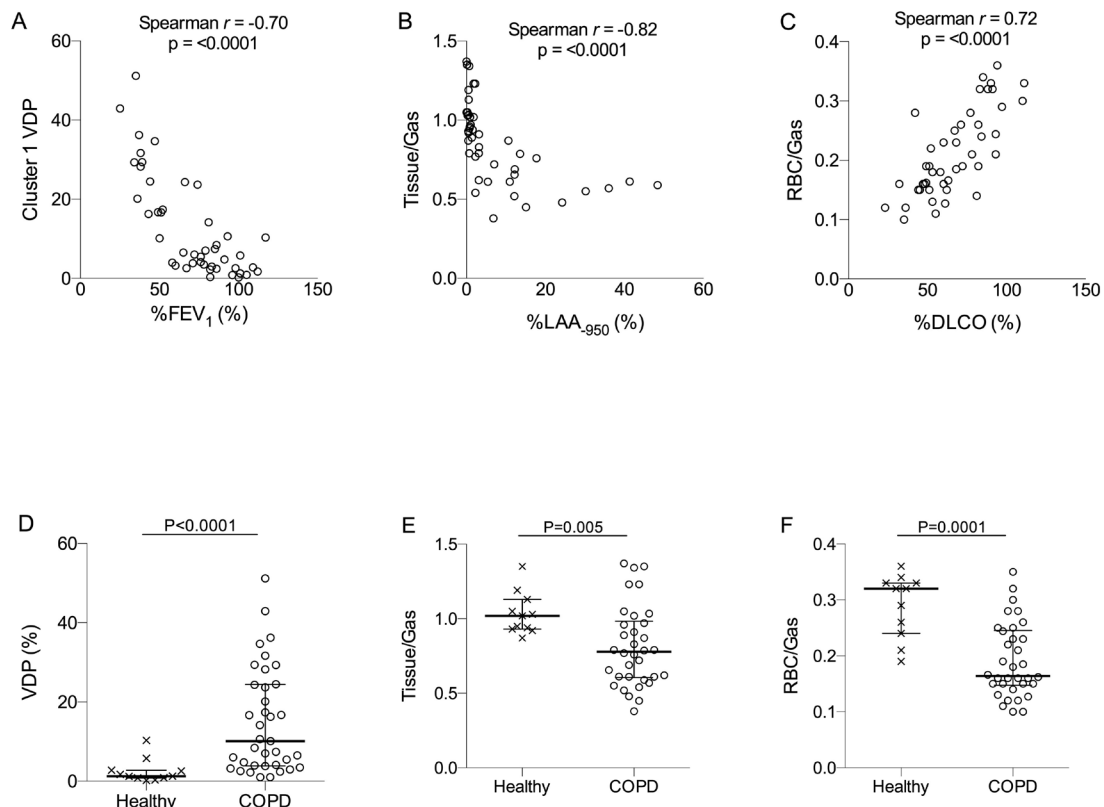 A
Spearman r = -0.70
p = <0.0001
60
40
20
0
0 50 100 150
Cluster 1 VDP
%FEV₁ (%)
B
Spearman r = -0.82
p = <0.0001
1.5
1.0
0.5
0.0
0 20 40 60
Tissue/Gas
%LAA₋₉₅₀ (%)
C
Spearman r = 0.72
p = <0.0001
0.4
0.3
0.2
0.1
0.0
0 50 100 150
RBC/Gas
%DLCO (%)
D
P<0.0001
60
40
20
0
VDP (%)
Healthy COPD
E
P=0.005
1.5
1.0
0.5
0.0
Tissue/Gas
Healthy COPD
F
P=0.0001
0.4
0.3
0.2
0.1
0.0
RBC/Gas
Healthy COPD